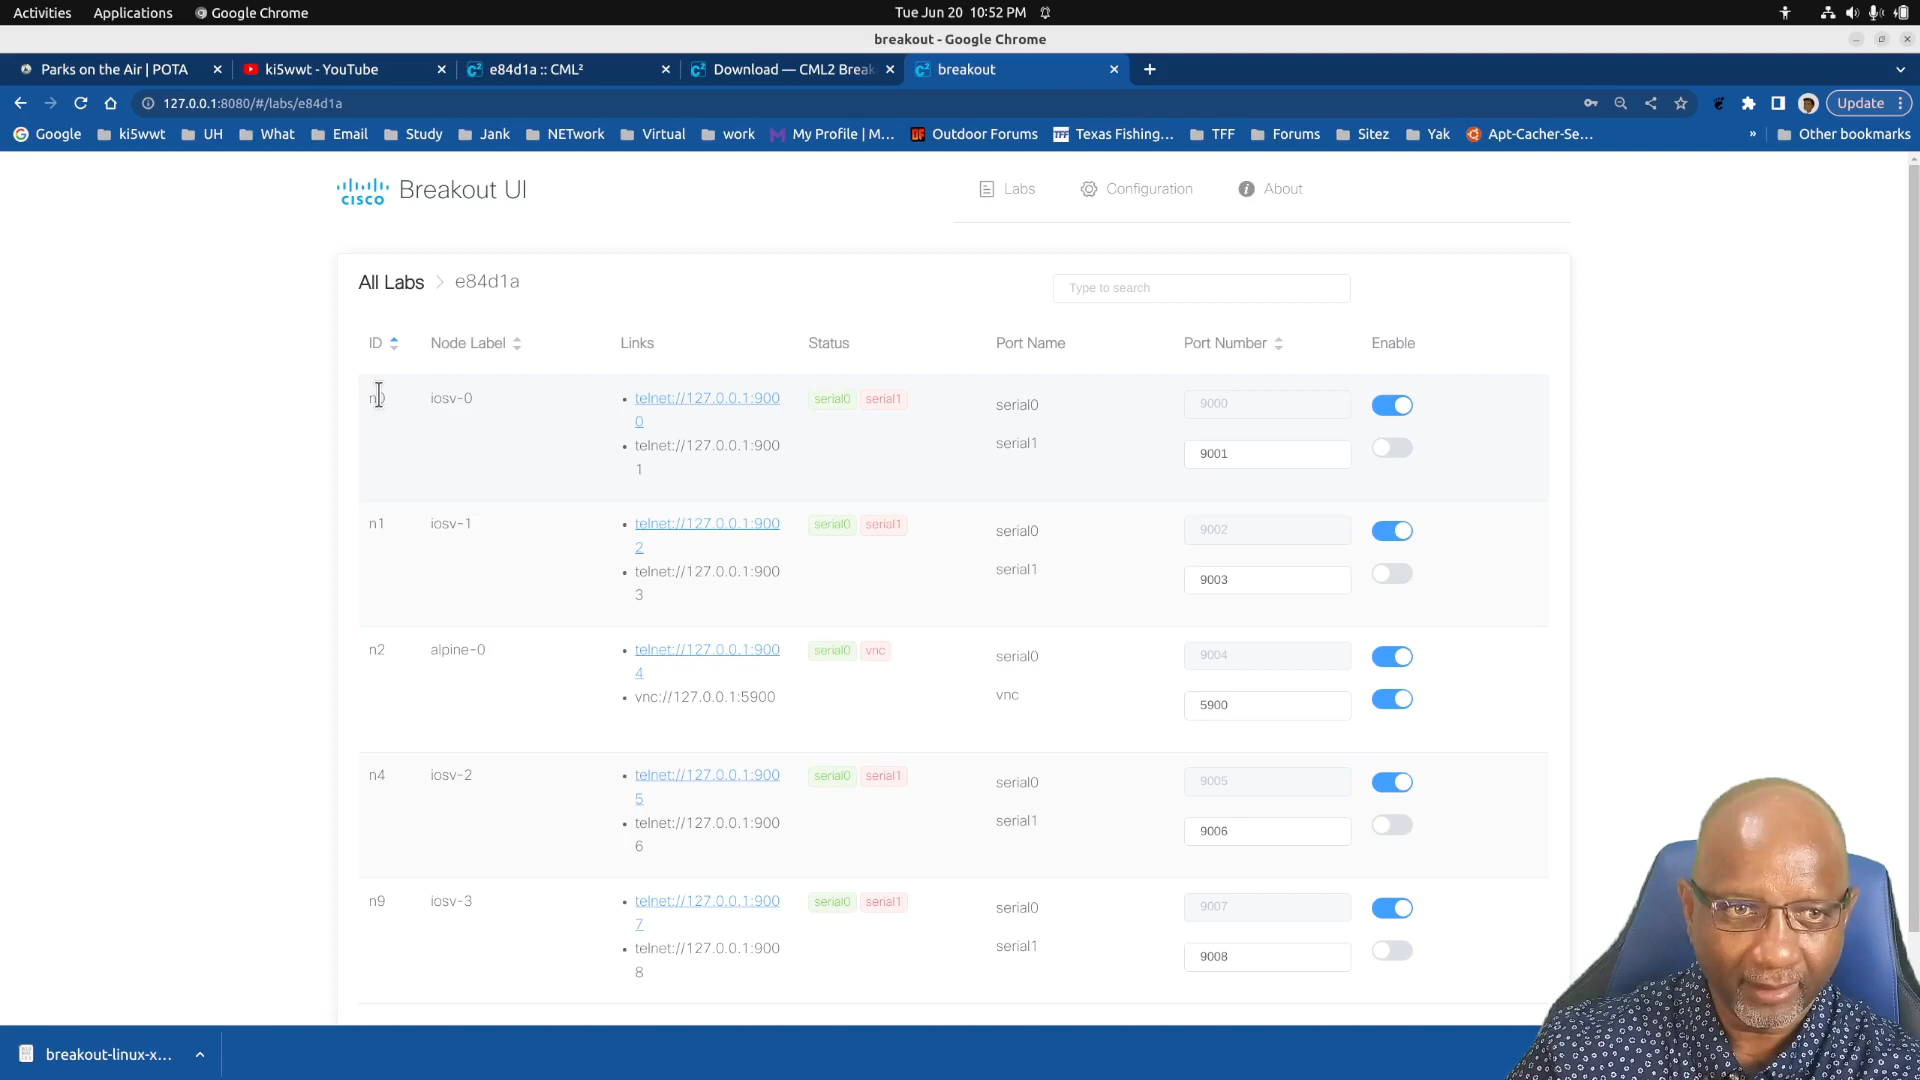 Activities Applications Google Chrome Tue Jun 20 10:52 PM
breakout - Google Chrome
Parks on the Air | POTA ki5wwt - YouTube e84d1a :: CML² Download — CML2 Break breakout
127.0.0.1:8080/#/labs/e84d1a Update
Google ki5wwt UH What Email Study Jank NETwork Virtual work My Profile | M... Outdoor Forums Texas Fishing... TFF Forums Sitez Yak Apt-Cacher-Se... » Other bookmarks
CISCO Breakout UI Labs Configuration About
All Labs > e84d1a Type to search
ID Node Label Links Status Port Name Port Number Enable
n0 iosv-0 telnet://127.0.0.1:900 serial0 serial1 serial0 9000
0
telnet://127.0.0.1:900 serial1 9001
1
n1 iosv-1 telnet://127.0.0.1:900 serial0 serial1 serial0 9002
2
telnet://127.0.0.1:900 serial1 9003
3
n2 alpine-0 telnet://127.0.0.1:900 serial0 vnc serial0 9004
4
vnc://127.0.0.1:5900 vnc 5900
n4 iosv-2 telnet://127.0.0.1:900 serial0 serial1 serial0 9005
5
telnet://127.0.0.1:900 serial1 9006
6
n9 iosv-3 telnet://127.0.0.1:900 serial0 serial1 serial0 9007
7
telnet://127.0.0.1:900 serial1 9008
8
breakout-linux-x...